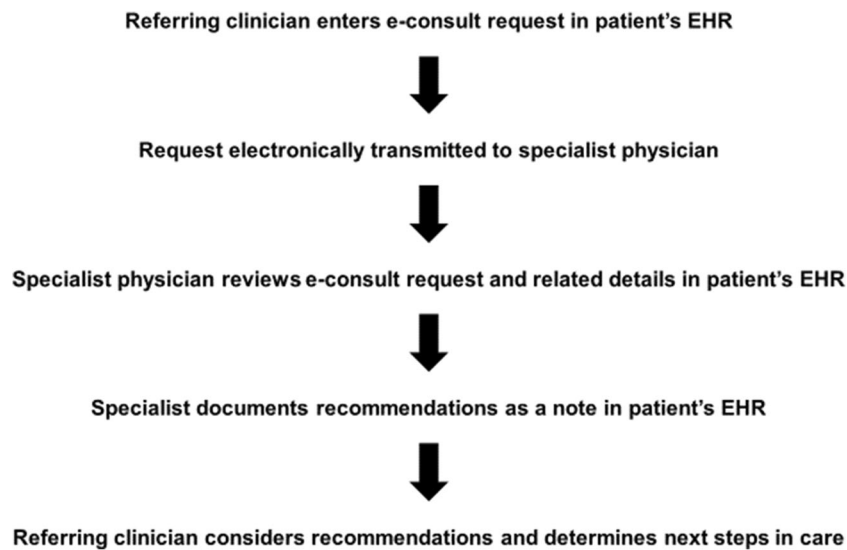 Referring clinician enters e-consult request in patient’s EHR
Request electronically transmitted to specialist physician
Specialist physician reviews e-consult request and related details in patient’s EHR
Specialist documents recommendations as a note in patient’s EHR
Referring clinician considers recommendations and determines next steps in care